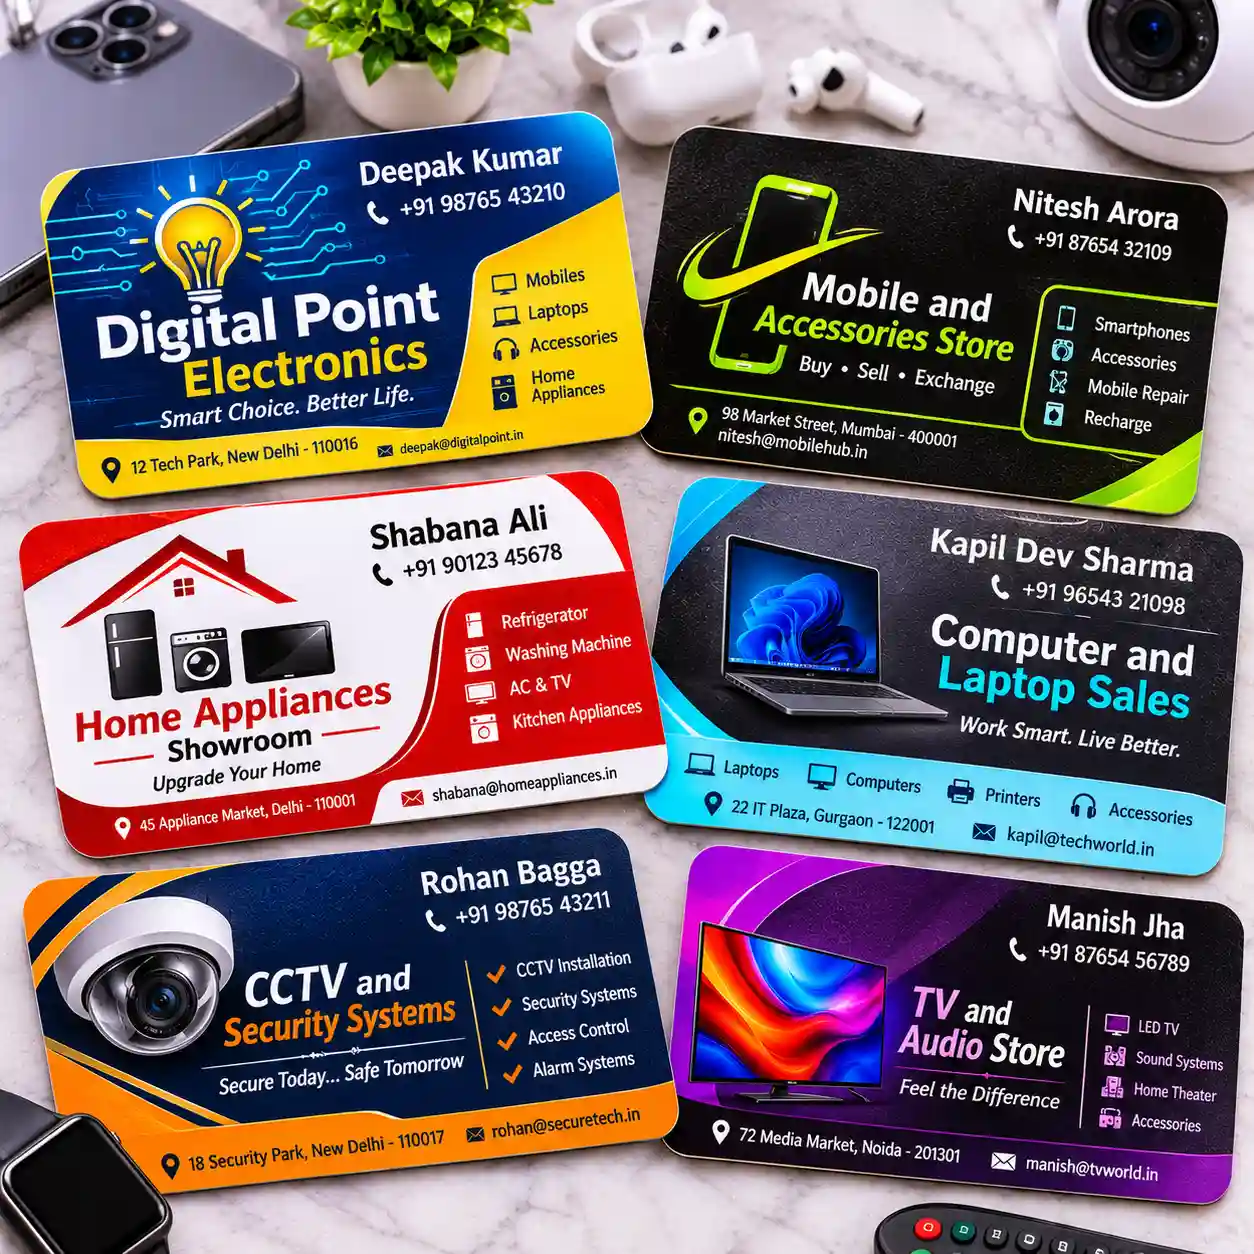 Deepak Kumar
+91 98765 43210
Digital Point
Electronics
Smart Choice. Better Life.
Mobiles
Laptops
Accessories
Home
Appliances
12 Tech Park, New Delhi - 110016
deepak@digitalpoint.in
Nitesh Arora
+91 87654 32109
Mobile and
Accessories Store
Buy • Sell • Exchange
Smartphones
Accessories
Mobile Repair
Recharge
98 Market Street, Mumbai - 400001
nitesh@mobilehub.in
Shabana Ali
+91 90123 45678
Home Appliances
Showroom
Upgrade Your Home
Refrigerator
Washing Machine
AC & TV
Kitchen Appliances
45 Appliance Market, Delhi - 110001
shabana@homeappliances.in
Kapil Dev Sharma
+91 96543 21098
Computer and
Laptop Sales
Work Smart. Live Better.
Laptops
Computers
Printers
Accessories
22 IT Plaza, Gurgaon - 122001
kapil@techworld.in
Rohan Bagga
+91 98765 43211
CCTV and
Security Systems
Secure Today... Safe Tomorrow
CCTV Installation
Security Systems
Access Control
Alarm Systems
18 Security Park, New Delhi - 110017
rohan@securetech.in
Manish Jha
+91 87654 56789
TV and
Audio Store
Feel the Difference
LED TV
Sound Systems
Home Theater
Accessories
72 Media Market, Noida - 201301
manish@tvworld.in